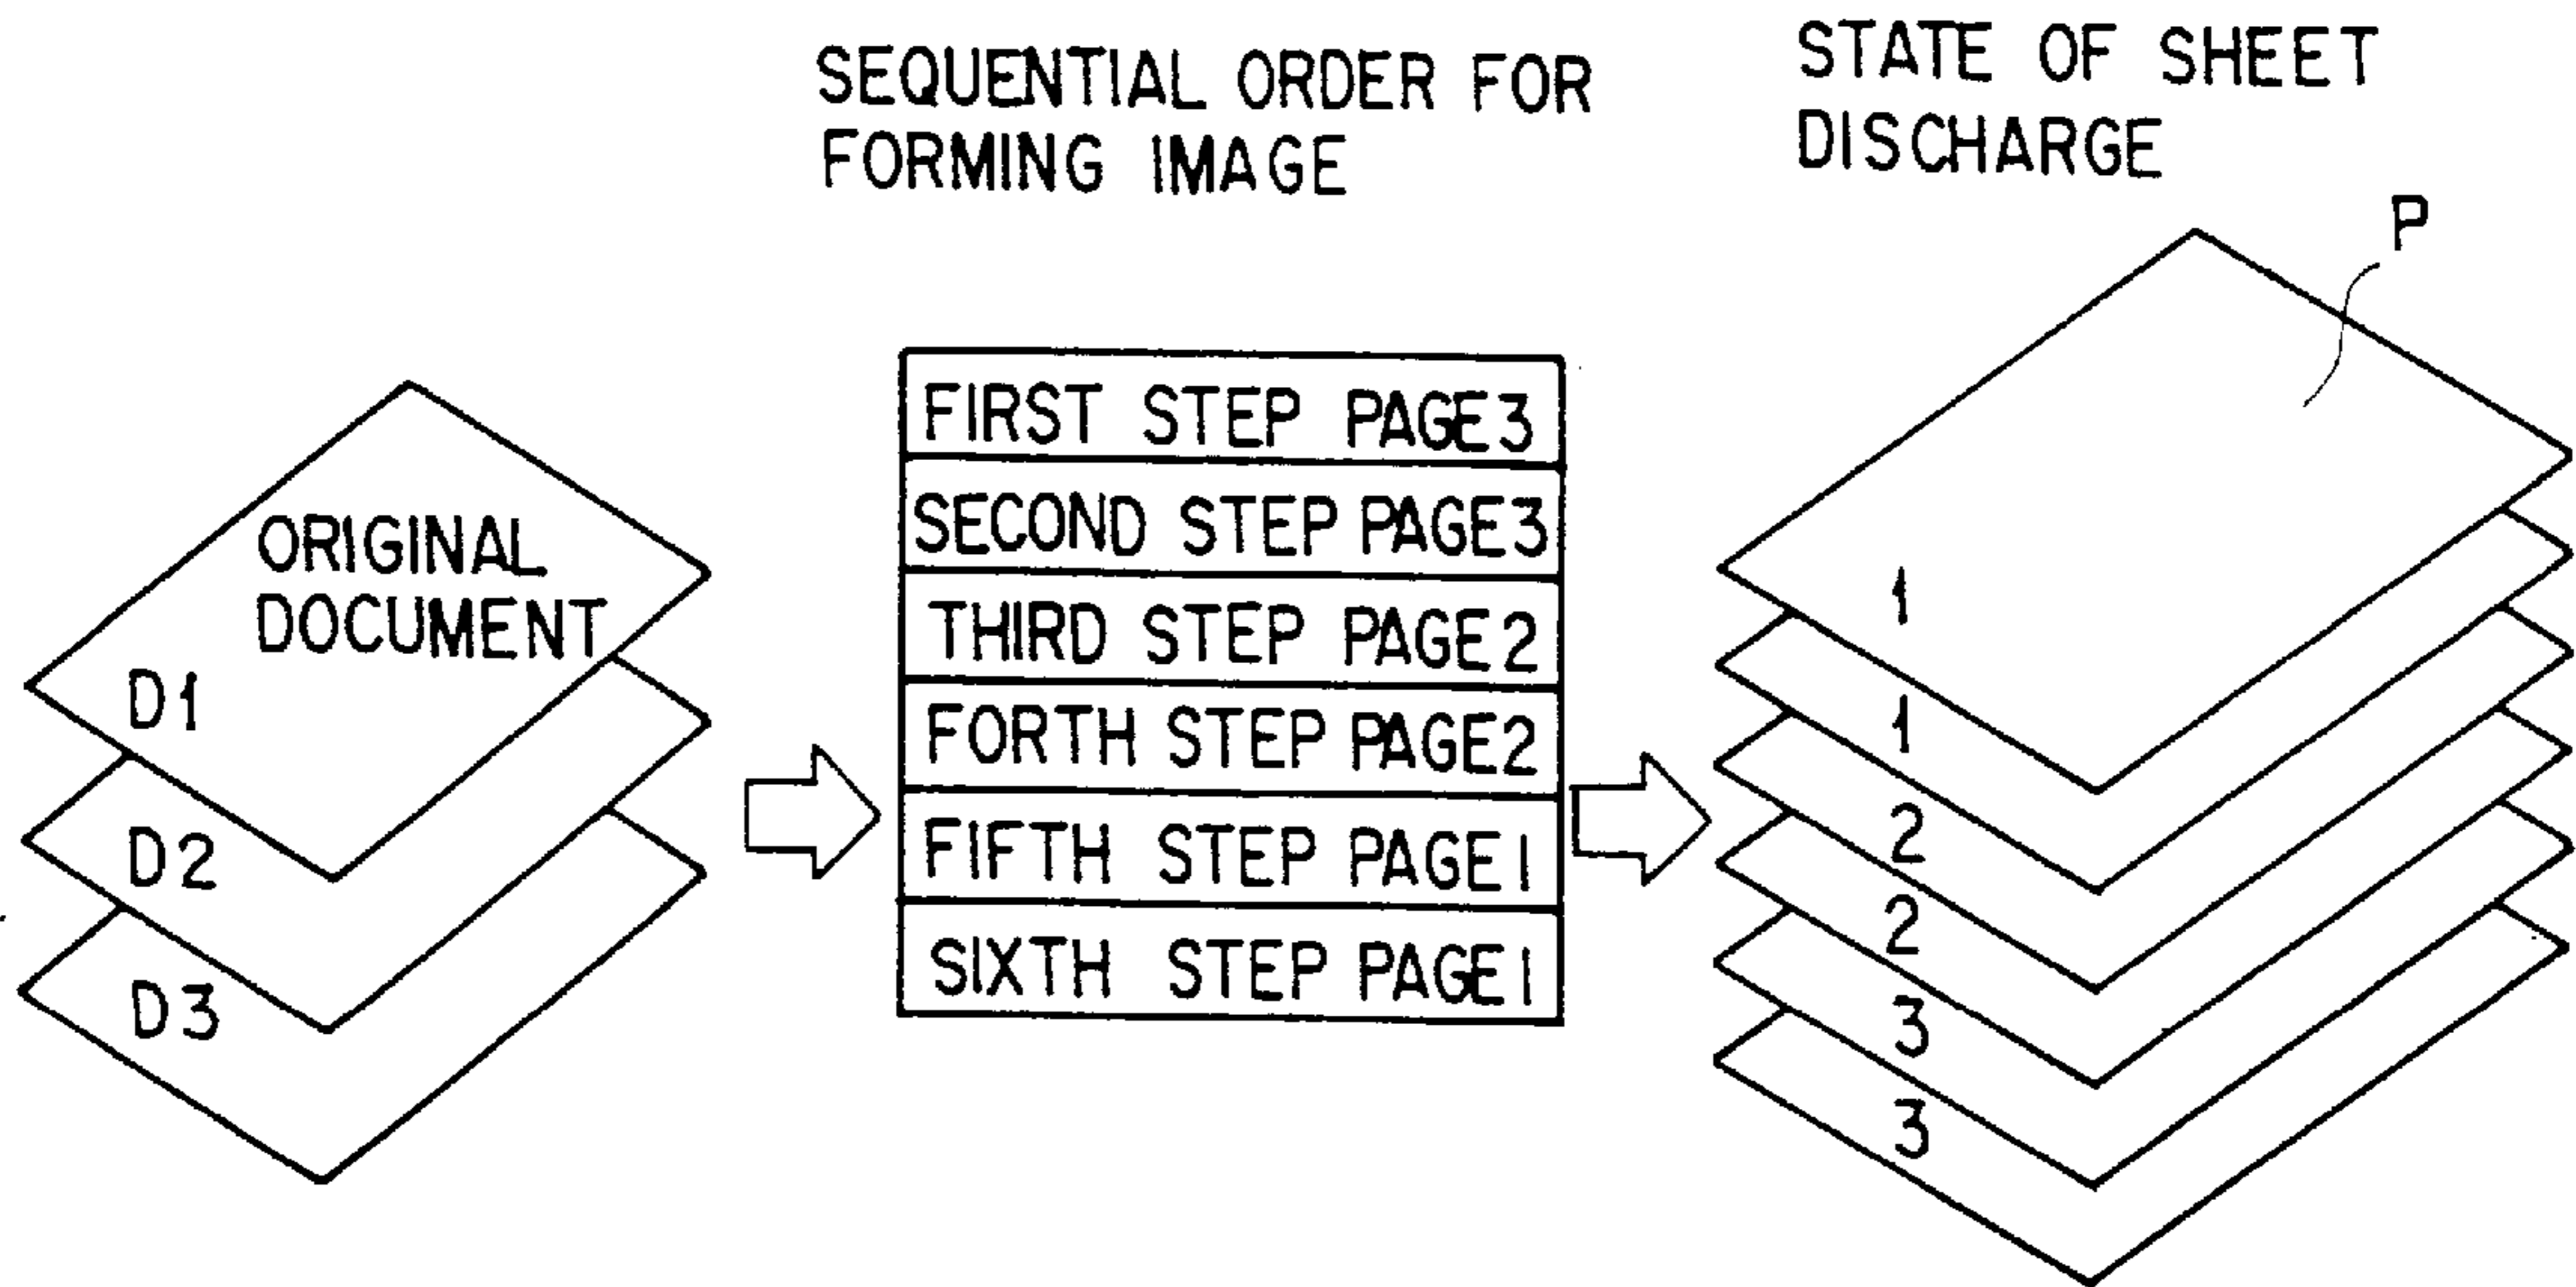 SEQUENTIAL ORDER FOR
FORMING IMAGE
STATE OF SHEET
DISCHARGE
P
ORIGINAL
DOCUMENT
D1
D2
D3
FIRST STEP PAGE3
SECOND STEP PAGE3
THIRD STEP PAGE2
FORTH STEP PAGE2
FIFTH STEP PAGE1
SIXTH STEP PAGE1
1
1
2
2
3
3